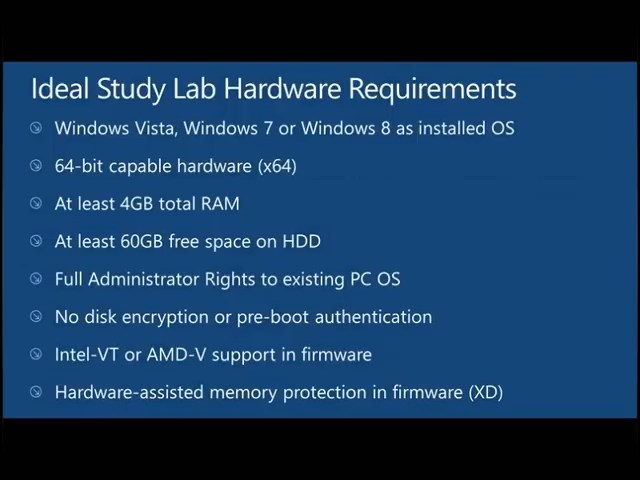 Ideal Study Lab Hardware Requirements
Windows Vista, Windows 7 or Windows 8 as installed OS
64-bit capable hardware (x64)
At least 4GB total RAM
At least 60GB free space on HDD
Full Administrator Rights to existing PC OS
No disk encryption or pre-boot authentication
Intel-VT or AMD-V support in firmware
Hardware-assisted memory protection in firmware (XD)